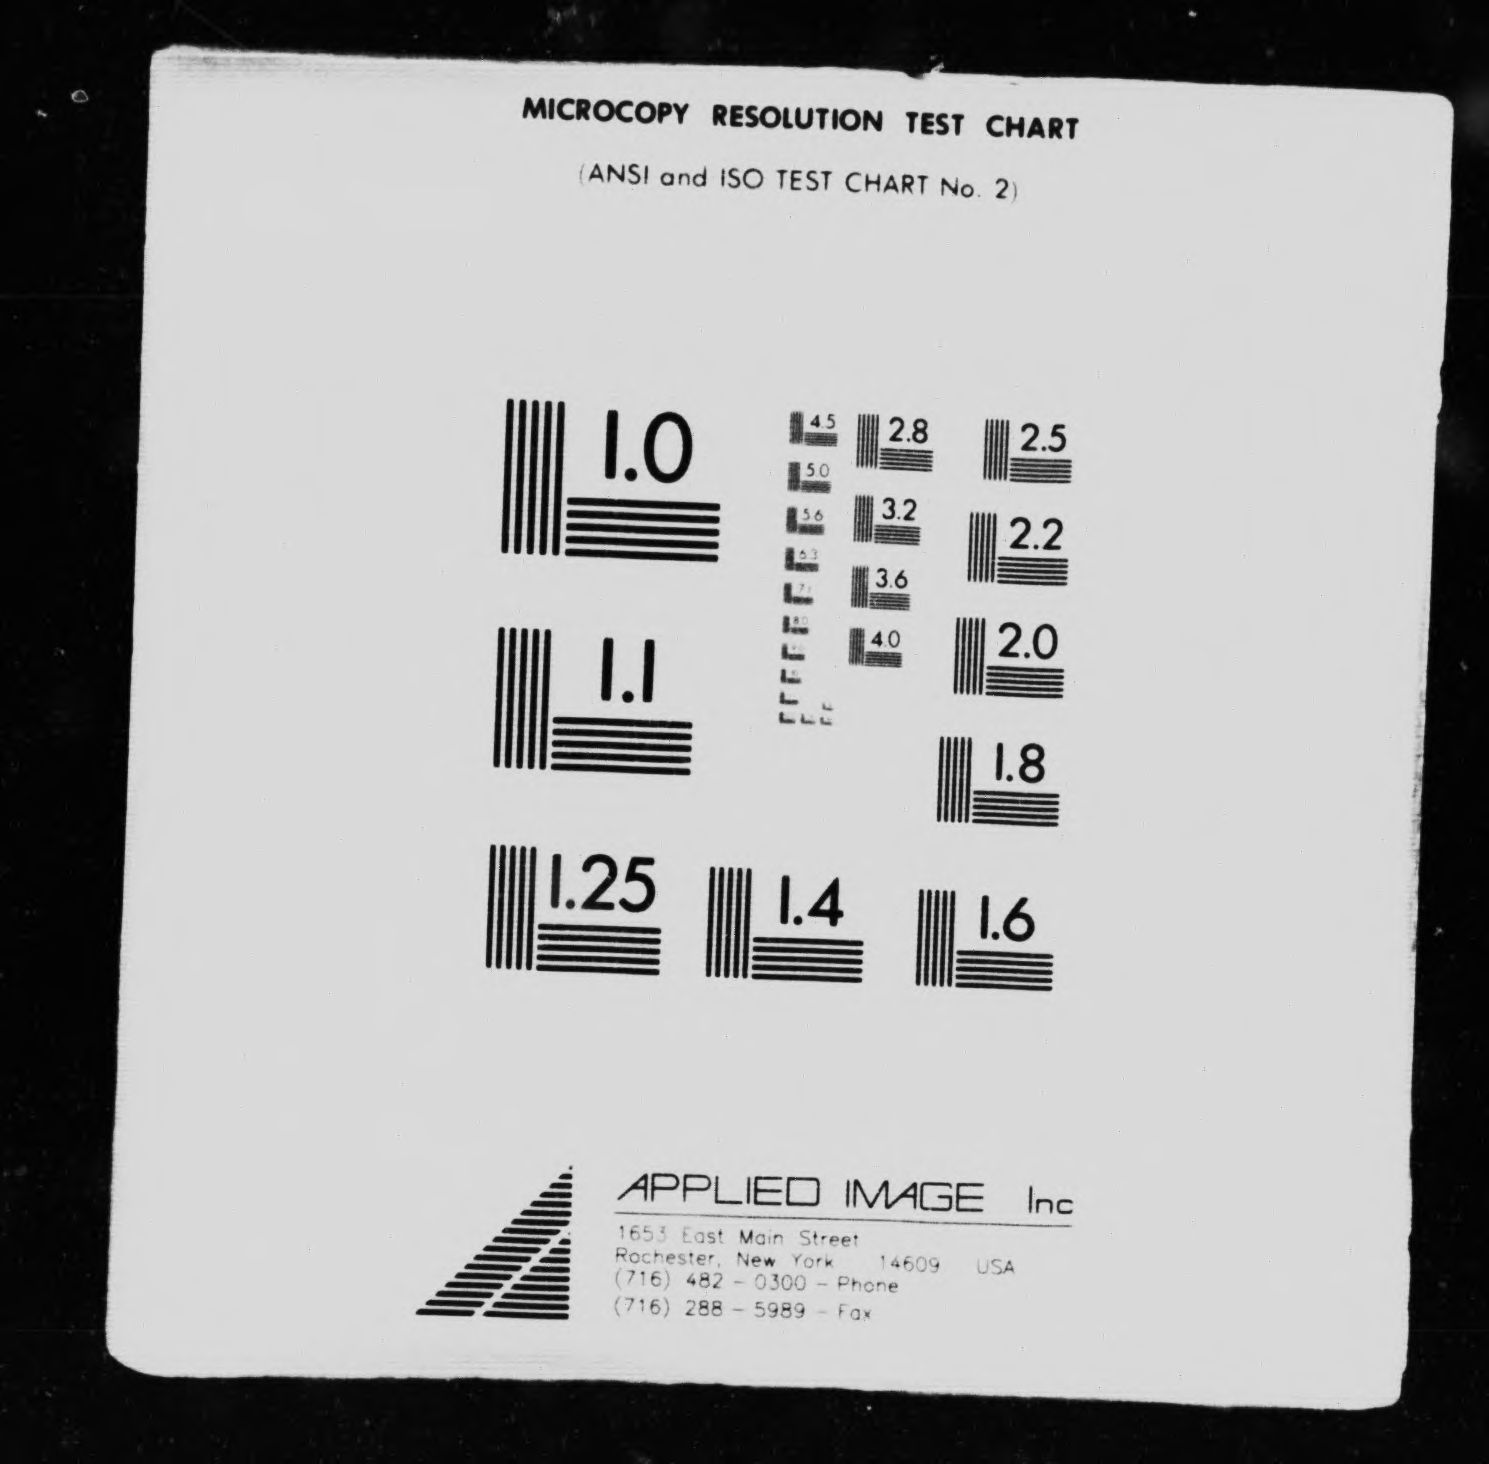 MICROCOPY RESOLUTION TEST CHART
(ANSI and ISO TEST CHART No. 2)
1.0
1.1
1.25
1.4
1.6
1.8
2.0
2.2
2.5
2.8
3.2
3.6
4.0
4.5
5.0
5.6
6.3
7.1
8.0
APPLIED IMAGE Inc
1653 East Main Street
Rochester, New York 14609 USA
(716) 482 - 0300 - Phone
(716) 288 - 5989 - Fax